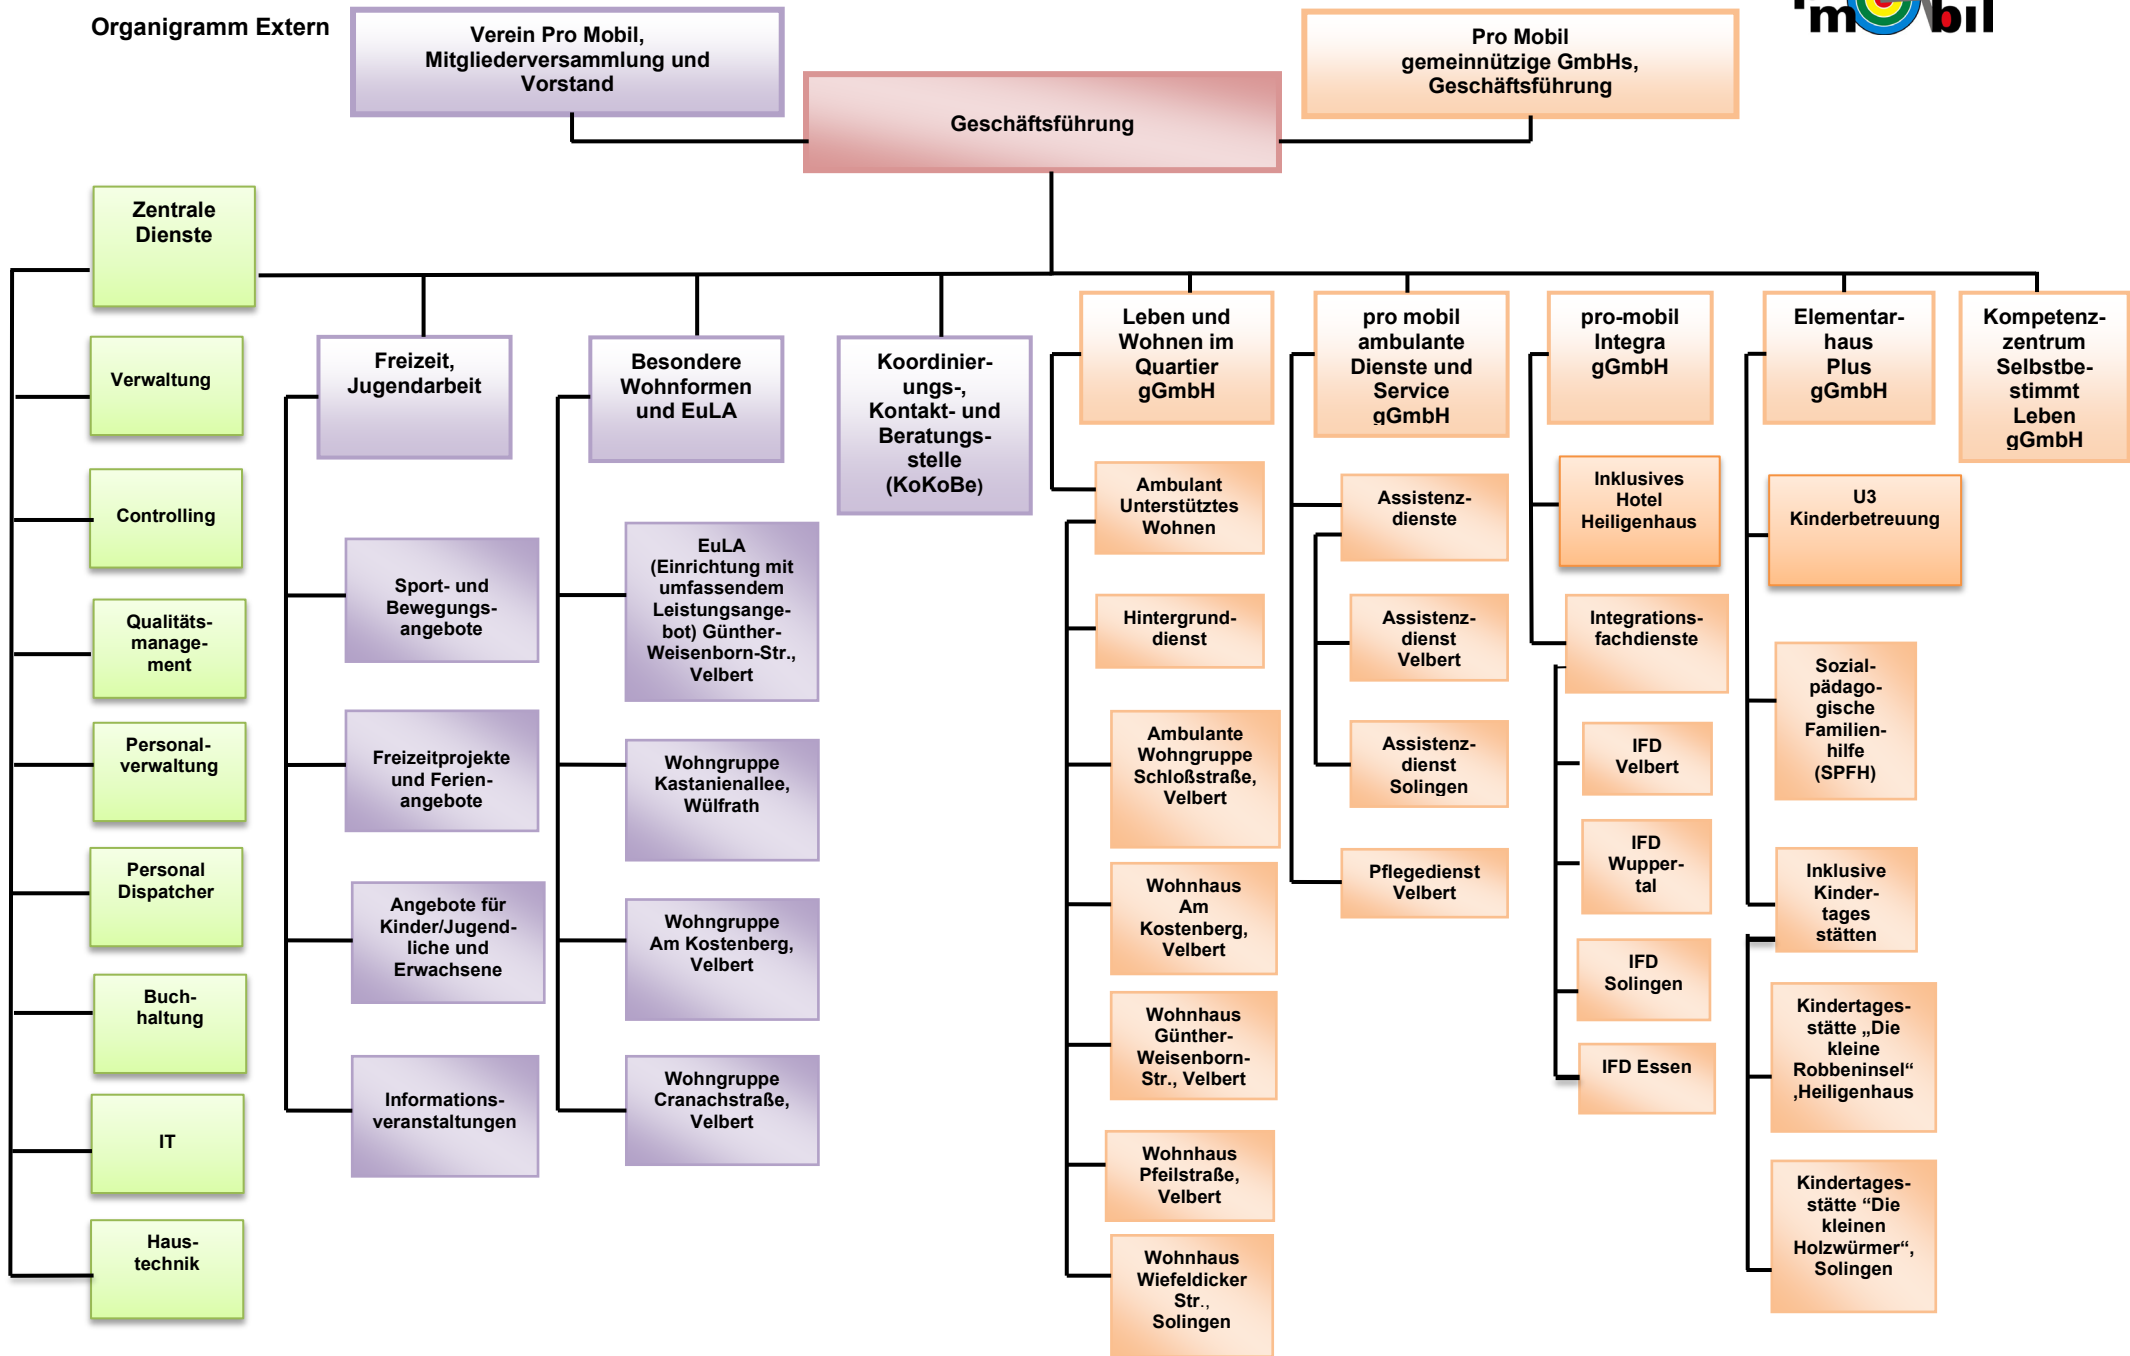 Organigramm Extern
Verein Pro Mobil,
Mitgliederversammlung und
Vorstand
Pro Mobil
gemeinnützige GmbHs,
Geschäftsführung
mobil
Geschäftsführung
Zentrale
Dienste
Verwaltung
Controlling
Qualitäts-
manage-
ment
Personal-
verwaltung
Personal
Dispatcher
Buch-
haltung
IT
Haus-
technik
Freizeit,
Jugendarbeit
Sport- und
Bewegungs-
angebote
Freizeitprojekte
und Ferien-
angebote
Angebote für
Kinder/Jugend-
liche und
Erwachsene
Informations-
veranstaltungen
Besondere
Wohnformen
und EuLA
EuLA
(Einrichtung mit
umfassendem
Leistungsange-
bot) Günther-
Weisenborn-Str.,
Velbert
Wohngruppe
Kastanienallee,
Wülfrath
Wohngruppe
Am Kostenberg,
Velbert
Wohngruppe
Cranachstraße,
Velbert
Koordinier-
ungs-,
Kontakt- und
Beratungs-
stelle
(KoKoBe)
Leben und
Wohnen im
Quartier
gGmbH
Ambulant
Unterstütztes
Wohnen
Hintergrund-
dienst
Ambulante
Wohngruppe
Schloßstraße,
Velbert
Wohnhaus
Am
Kostenberg,
Velbert
Wohnhaus
Günther-
Weisenborn-
Str., Velbert
Wohnhaus
Pfeilstraße,
Velbert
Wohnhaus
Wiefeldicker
Str.,
Solingen
pro mobil
ambulante
Dienste und
Service
gGmbH
Assistenz-
dienste
Assistenz-
dienst
Velbert
Assistenz-
dienst
Solingen
Pflegedienst
Velbert
pro-mobil
Integra
gGmbH
Inklusives
Hotel
Heiligenhaus
Integrations-
fachdienste
IFD
Velbert
IFD
Wupper-
tal
IFD
Solingen
IFD Essen
Elementar-
haus
Plus
gGmbH
U3
Kinderbetreuung
Sozial-
pädago-
gische
Familien-
hilfe
(SPFH)
Inklusive
Kinder-
tages
stätten
Kindertages-
stätte „Die
kleine
Robbeninsel“
,Heiligenhaus
Kindertages-
stätte “Die
kleinen
Holzwürmer“,
Solingen
Kompetenz-
zentrum
Selbstbe-
stimmt
Leben
gGmbH